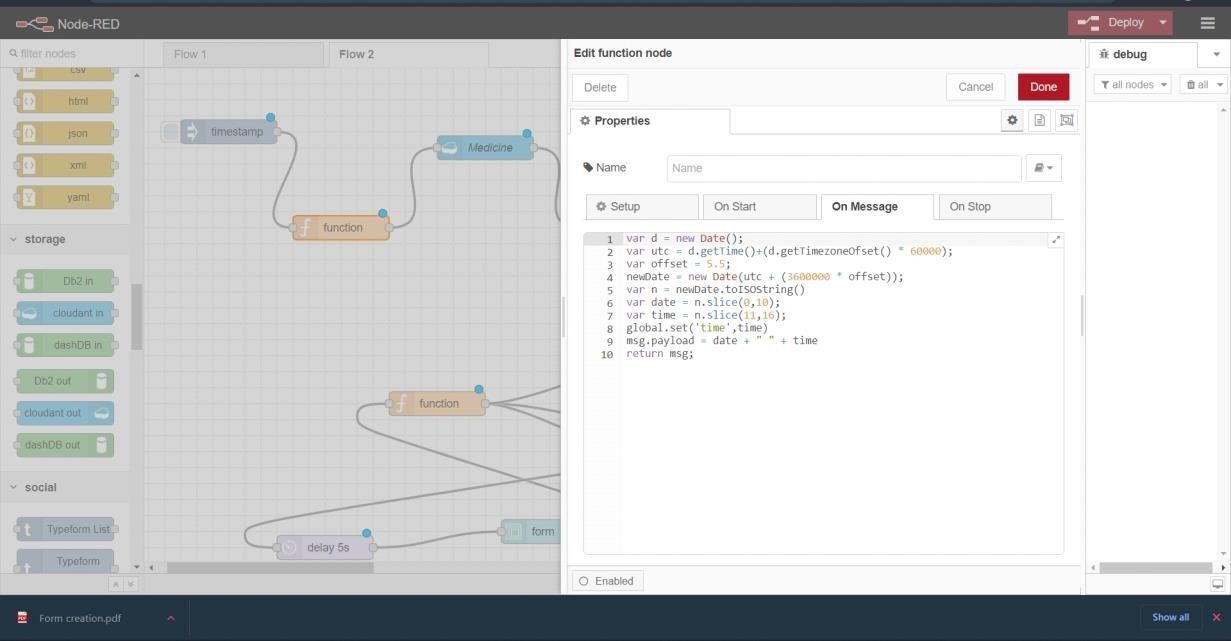 Node-RED
Deploy
filter nodes
Flow 1
Flow 2
csv
html
json
xml
yaml
storage
Db2 in
cloudant in
dashDB in
Db2 out
cloudant out
dashDB out
social
Typeform List
Typeform
timestamp
Medicine
function
function
delay 5s
form
Edit function node
Delete
Cancel
Done
Properties
Name
Name
Setup
On Start
On Message
On Stop
1 var d = new Date();
2 var utc = d.getTime()+(d.getTimezoneOfset() * 60000);
3 var offset = 5.5;
4 newDate = new Date(utc + (3600000 * offset));
5 var n = newDate.toISOString()
6 var date = n.slice(0,10);
7 var time = n.slice(11,16);
8 global.set('time',time)
9 msg.payload = date + " " + time
10 return msg;
Enabled
debug
all nodes
all
Form creation.pdf
Show all